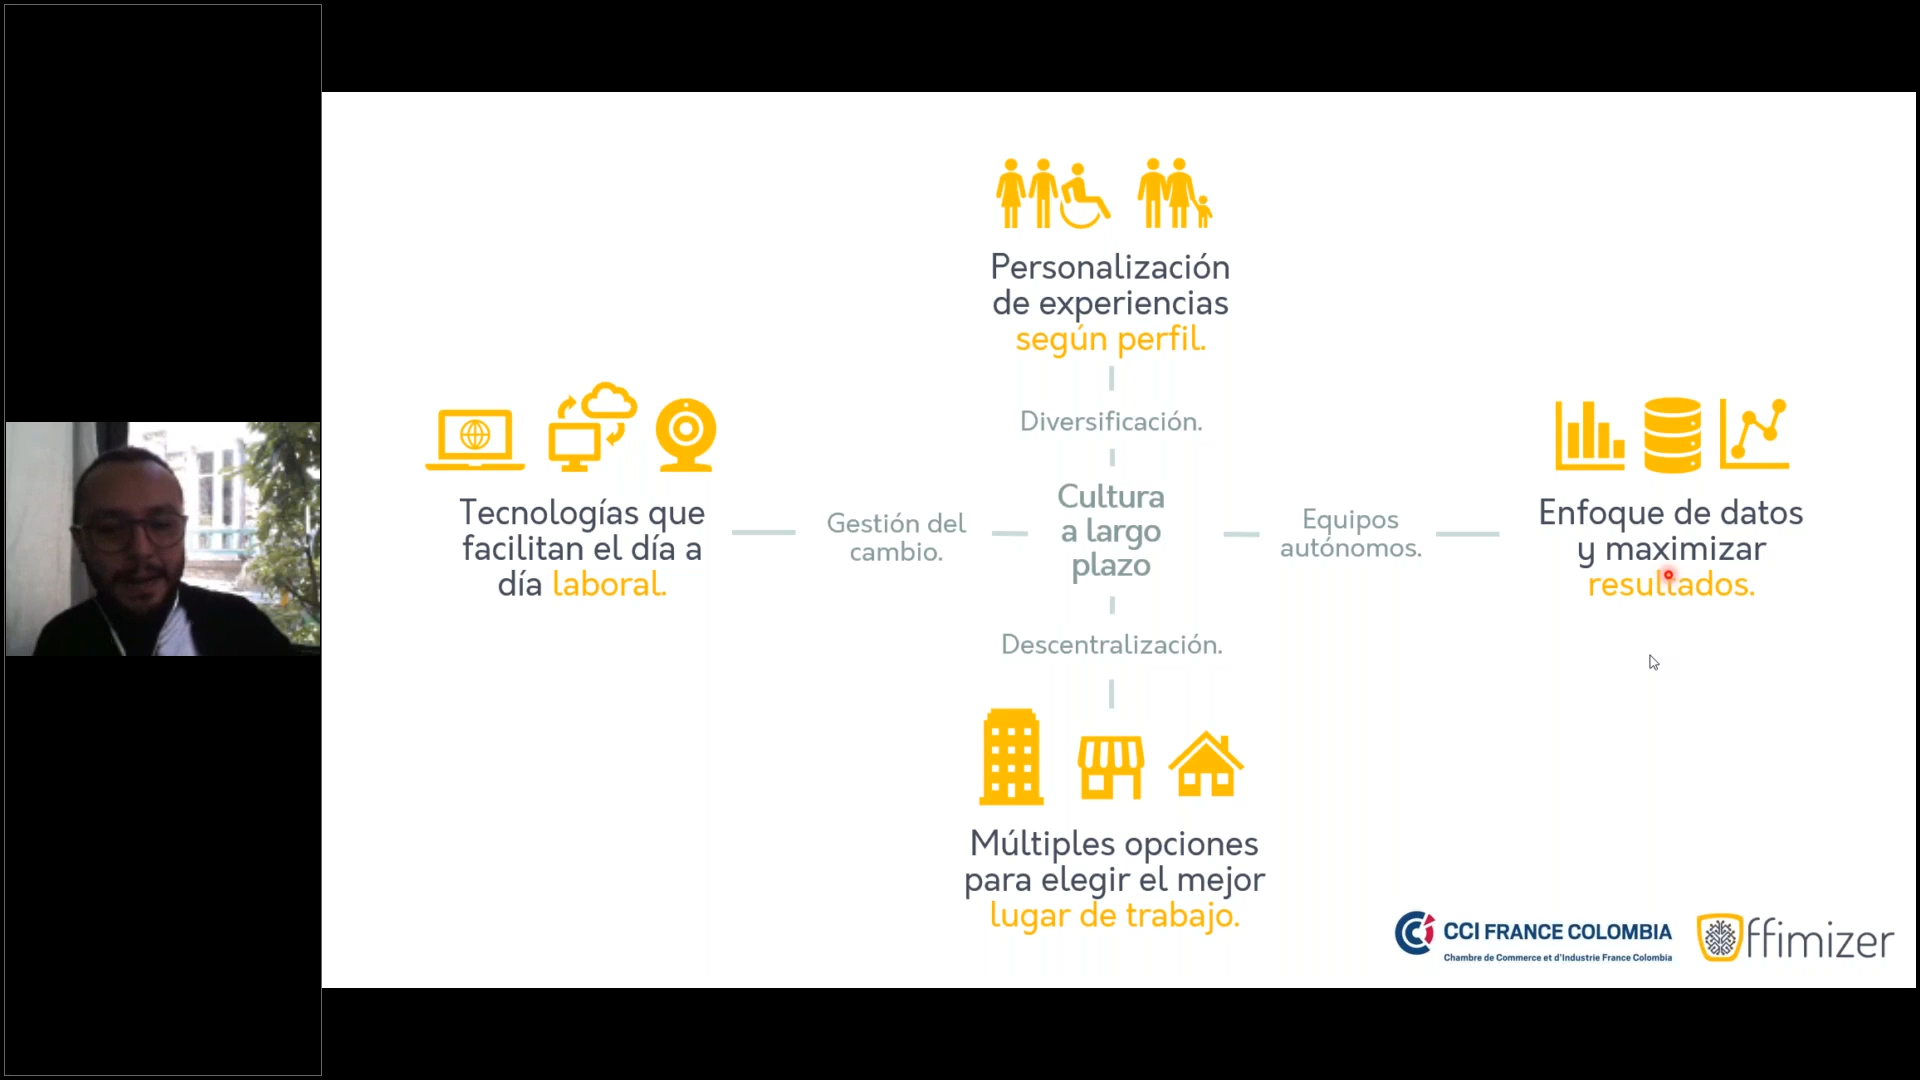 Personalización
de experiencias
según perfil.
Diversificación.
Tecnologías que
facilitan el día a
día laboral.
Gestión del
cambio.
Cultura
a largo
plazo
Equipos
autónomos.
Enfoque de datos
y maximizar
resultados.
Descentralización.
Múltiples opciones
para elegir el mejor
lugar de trabajo.
CCI FRANCE COLOMBIA
Chambre de Commerce et d'Industrie France Colombia
ffimizer